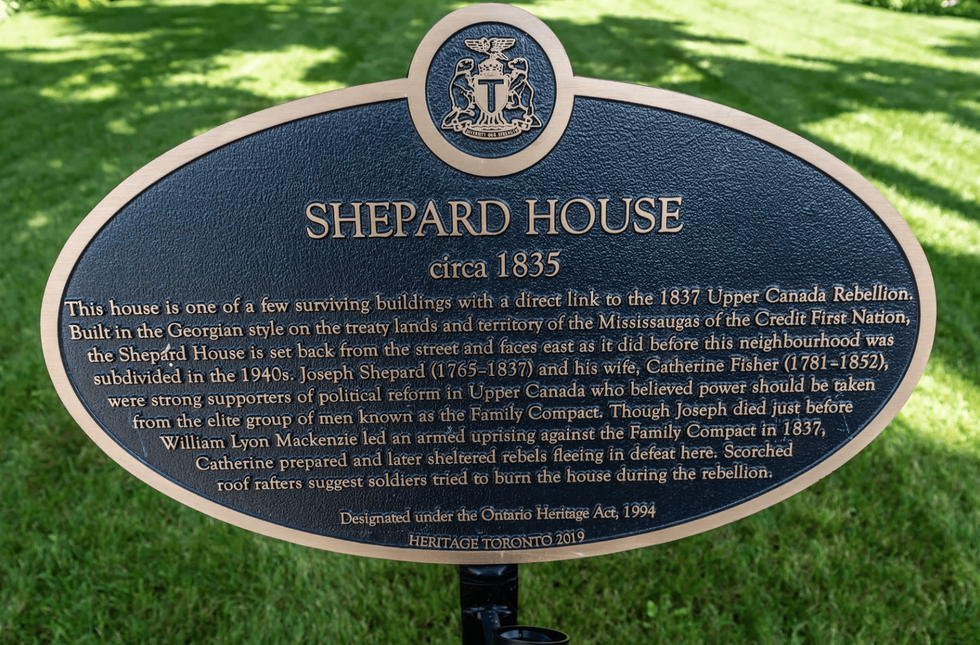 T
DIVERSITY OUR STRENGTH
SHEPARD HOUSE
circa 1835
This house is one of a few surviving buildings with a direct link to the 1837 Upper Canada Rebellion.
Built in the Georgian style on the treaty lands and territory of the Mississaugas of the Credit First Nation,
the Shepard House is set back from the street and faces east as it did before this neighbourhood was
subdivided in the 1940s. Joseph Shepard (1765–1837) and his wife, Catherine Fisher (1781–1852),
were strong supporters of political reform in Upper Canada who believed power should be taken
from the elite group of men known as the Family Compact. Though Joseph died just before
William Lyon Mackenzie led an armed uprising against the Family Compact in 1837,
Catherine prepared and later sheltered rebels fleeing in defeat here. Scorched
roof rafters suggest soldiers tried to burn the house during the rebellion.
Designated under the Ontario Heritage Act, 1994
HERITAGE TORONTO 2019